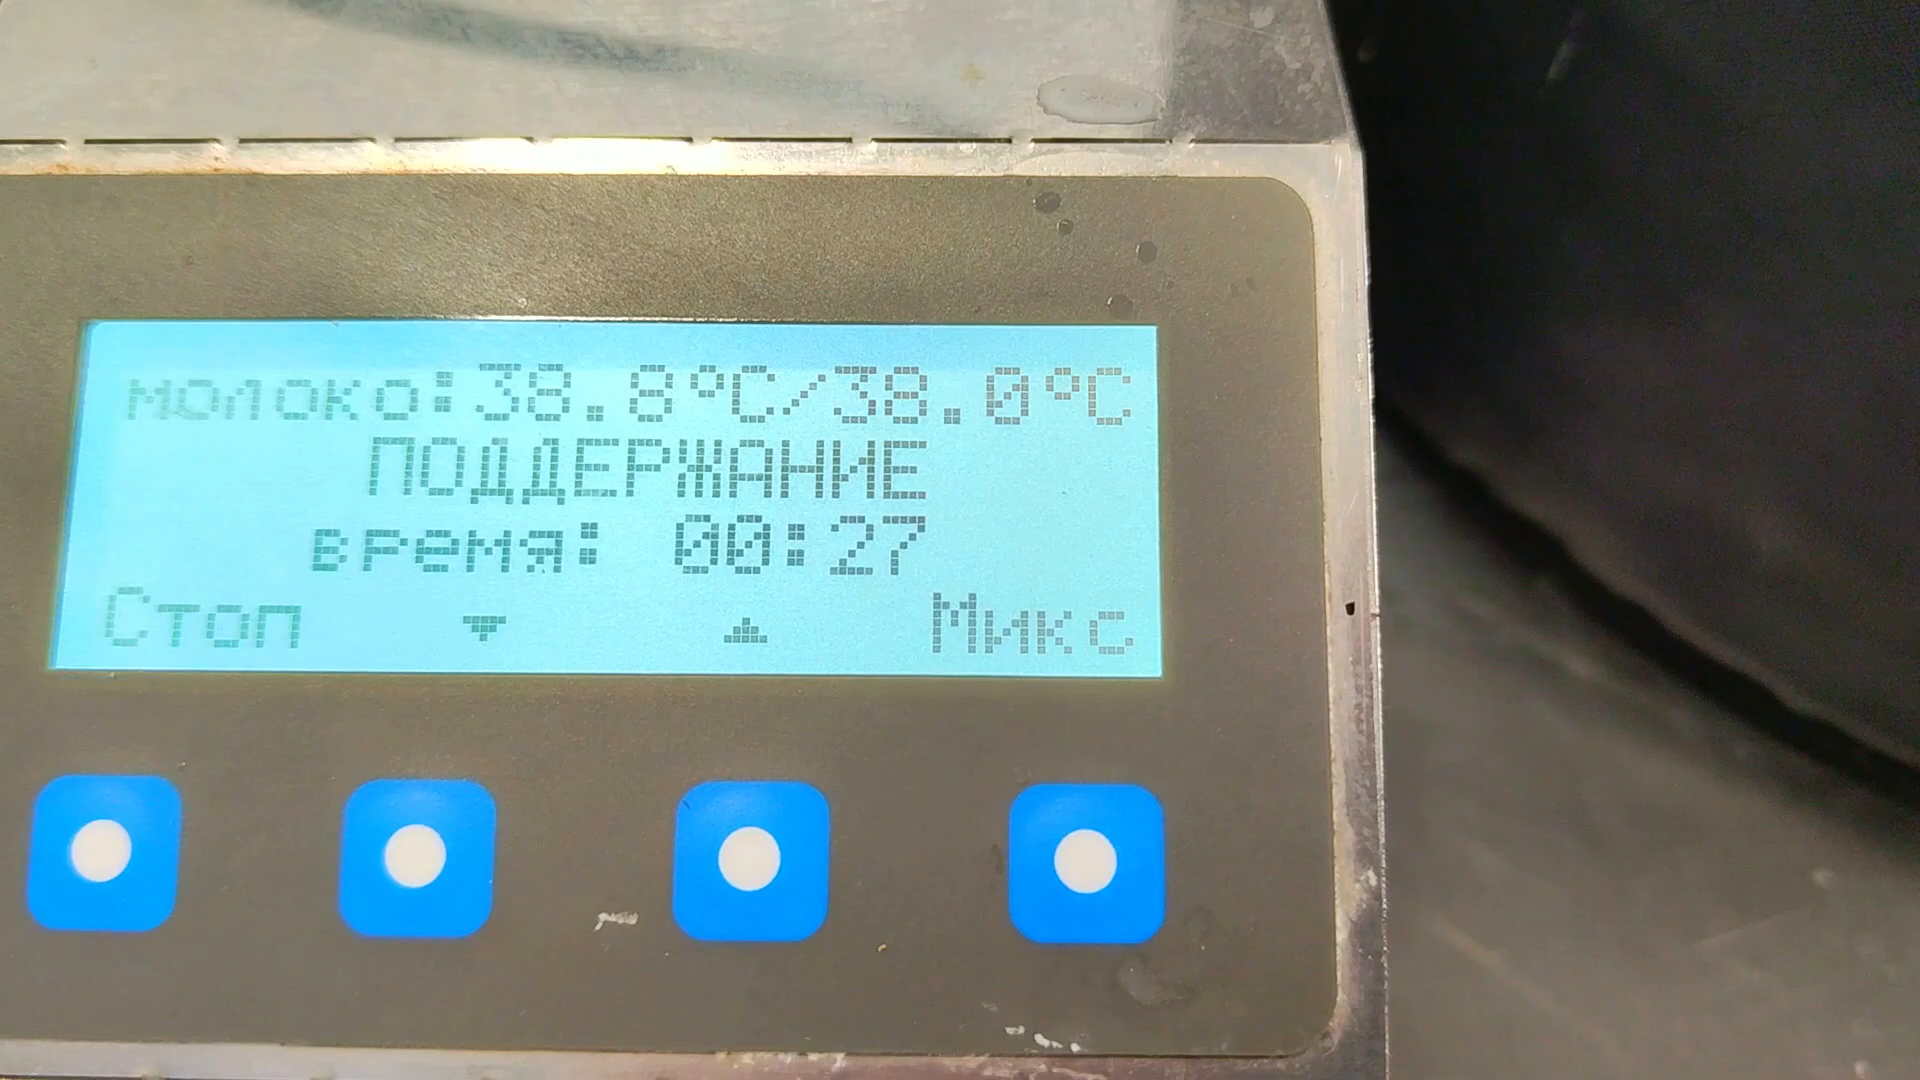 молоко:38.8°C/38.0°C
ПОДДЕРЖАНИЕ
время: 00:27
Стоп ▼ ▲ Микс